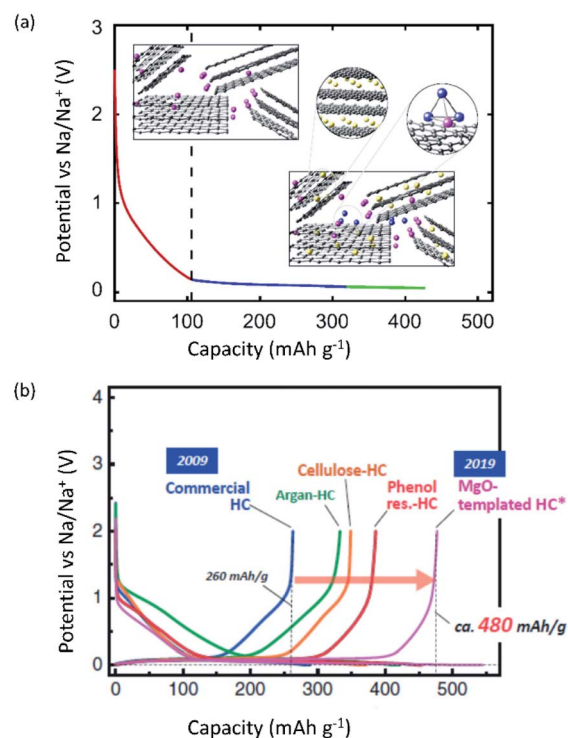 (a)
3
2
1
0
Potential vs Na/Na⁺ (V)
0 100 200 300 400 500
Capacity (mAh g⁻¹)
(b)
4
3
2
1
0
Potential vs Na/Na⁺ (V)
2009
Commercial
HC
Argan-HC
Cellulose-HC
Phenol
res.-HC
2019
MgO-
templated HC*
260 mAh/g
ca. 480 mAh/g
0 100 200 300 400 500
Capacity (mAh g⁻¹)